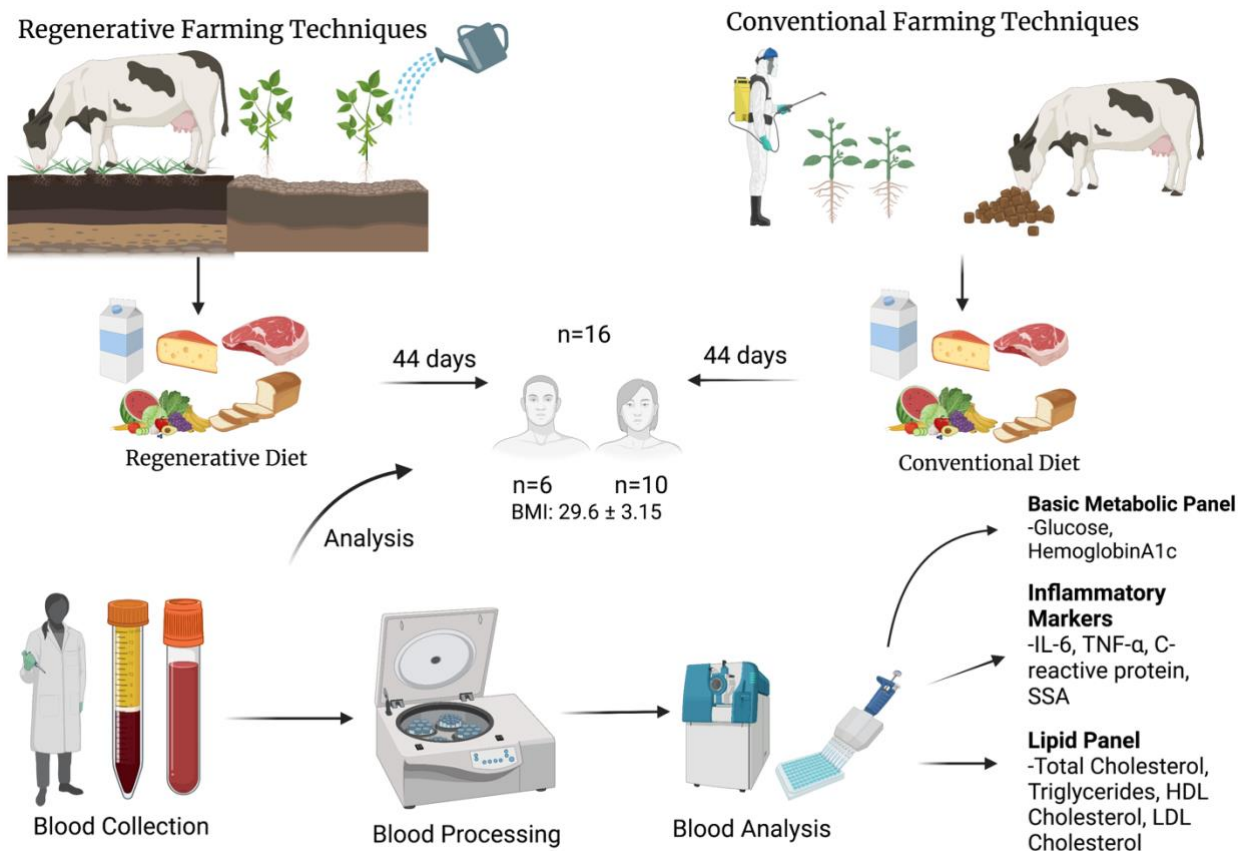 Regenerative Farming Techniques
Conventional Farming Techniques
n=16
44 days
44 days
Regenerative Diet
Conventional Diet
n=6
n=10
BMI: 29.6 ± 3.15
Analysis
Basic Metabolic Panel
-Glucose,
HemoglobinA1c
Inflammatory
Markers
-IL-6, TNF-α, C-
reactive protein,
SSA
Lipid Panel
-Total Cholesterol,
Triglycerides, HDL
Cholesterol, LDL
Cholesterol
Blood Collection
Blood Processing
Blood Analysis